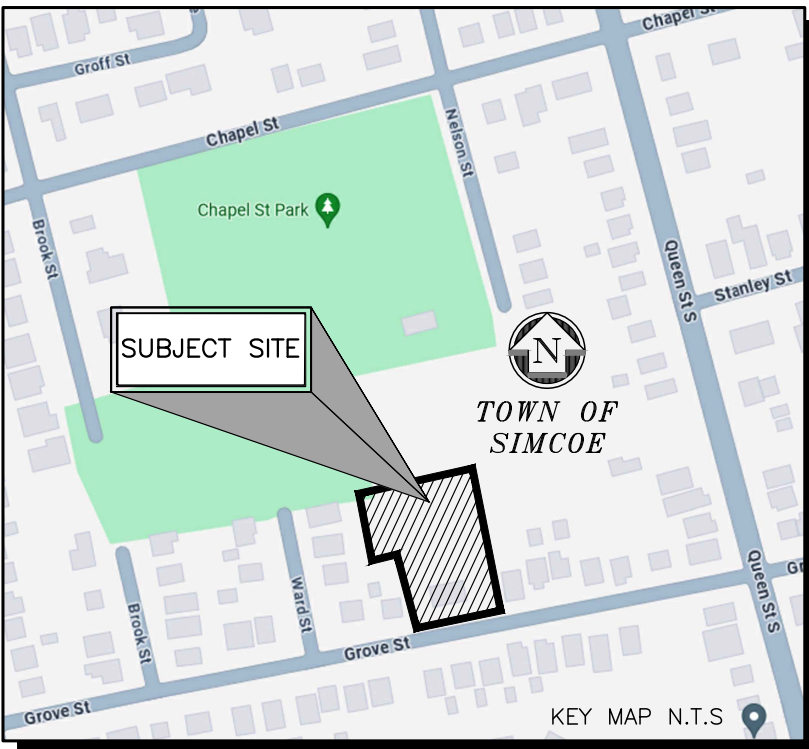 Chapel St
Groff St
Chapel St
Nelson St
Chapel St Park
Brook St
Queen St S
Stanley St
SUBJECT SITE
N
TOWN OF
SIMCOE
Ward St
Brook St
Queen St S
Gr
Grove St
Grove St
KEY MAP N.T.S